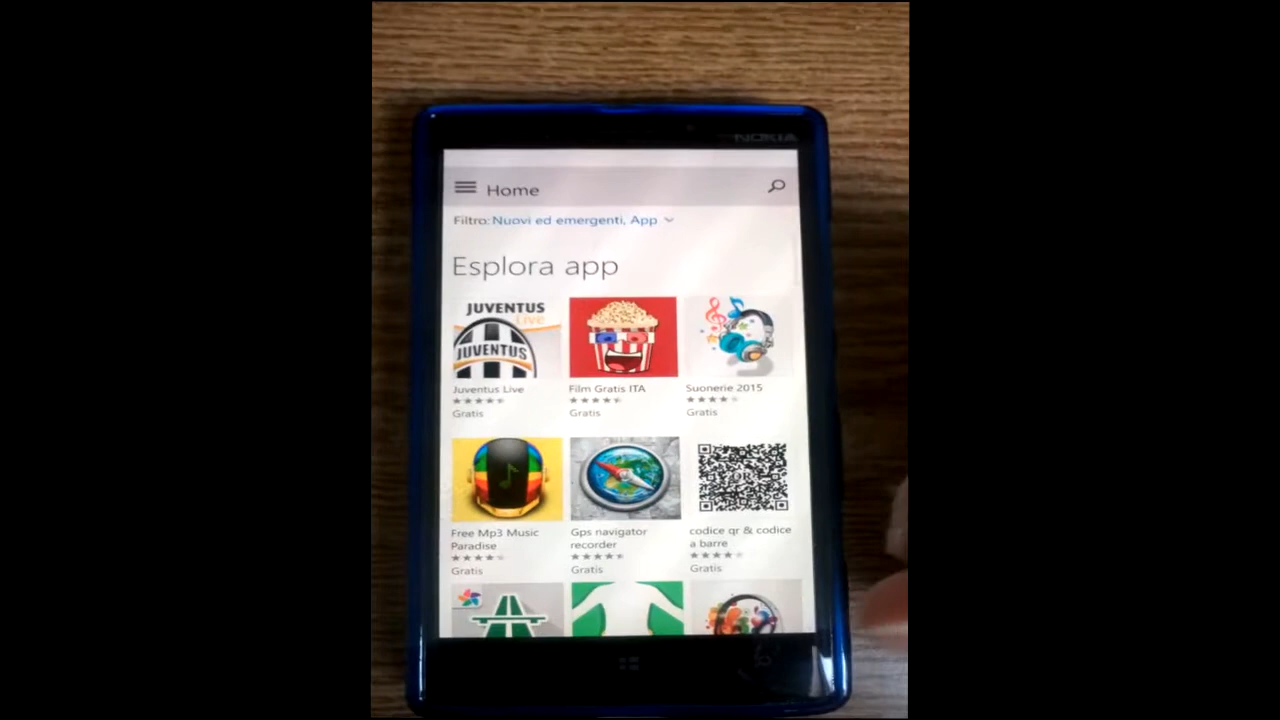 NOKIA
Home
Filtro: Nuovi ed emergenti, App
Esplora app
JUVENTUS
Live
JUVENTUS
Juventus Live
Gratis
Film Gratis ITA
Gratis
Suonerie 2015
Gratis
Free Mp3 Music
Paradise
Gratis
Gps navigator
recorder
Gratis
QR
codice qr & codice
a barre
Gratis